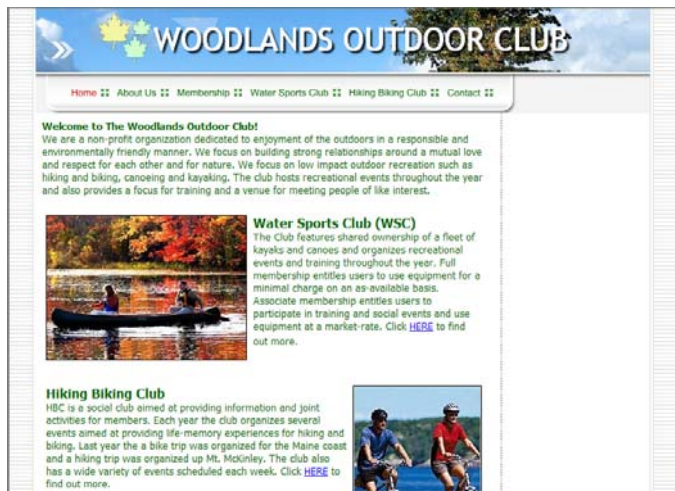 WOODLANDS OUTDOOR CLUB
Home About Us Membership Water Sports Club Hiking Biking Club Contact
Welcome to The Woodlands Outdoor Club!
We are a non-profit organization dedicated to enjoyment of the outdoors in a responsible and
environmentally friendly manner. We focus on building strong relationships around a mutual love
and respect for each other and for nature. We focus on low impact outdoor recreation such as
hiking and biking, canoeing and kayaking. The club hosts recreational events throughout the year
and also provides a focus for training and a venue for meeting people of like interest.
Water Sports Club (WSC)
The Club features shared ownership of a fleet of
kayaks and canoes and organizes recreational
events and training throughout the year. Full
membership entitles users to use equipment for a
minimal charge on an as-available basis.
Associate membership entitles users to
participate in training and social events and use
equipment at a market-rate. Click HERE to find
out more.
Hiking Biking Club
HBC is a social club aimed at providing information and joint
activities for members. Each year the club organizes several
events aimed at providing life-memory experiences for hiking and
biking. Last year the a bike trip was organized for the Maine coast
and a hiking trip was organized up Mt. McKinley. The club also
has a wide variety of events scheduled each week. Click HERE to
find out more.